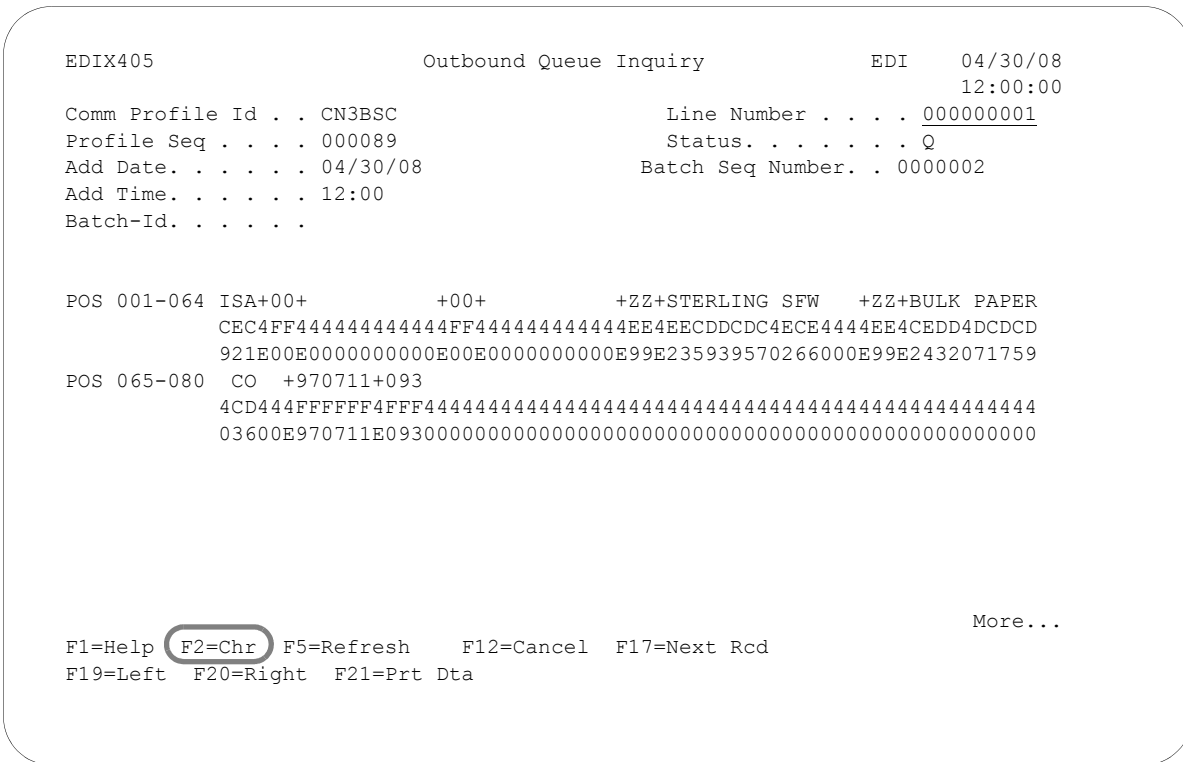 EDIX405 Outbound Queue Inquiry EDI 04/30/08
12:00:00
Comm Profile Id . . CN3BSC Line Number . . . . 000000001
Profile Seq . . . . 000089 Status. . . . . . . Q
Add Date. . . . . . 04/30/08 Batch Seq Number. . 0000002
Add Time. . . . . . 12:00
Batch-Id. . . . . .
POS 001-064 ISA+00+          +00+          +ZZ+STERLING SFW   +ZZ+BULK PAPER
CEC4FF444444444444FF444444444444EE4EECDDCDC4ECE4444EE4CEDD4DCDCD
921E00E0000000000E00E0000000000E99E235939570266000E99E2432071759
POS 065-080  CO  +970711+093
4CD444FFFFFF4FFF444444444444444444444444444444444444444444444444
03600E970711E093000000000000000000000000000000000000000000000000
More...
F1=Help F2=Chr F5=Refresh F12=Cancel F17=Next Rcd
F19=Left F20=Right F21=Prt Dta